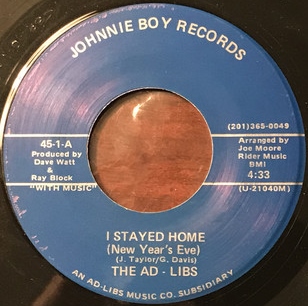 JOHNNIE BOY RECORDS
(201)365-0049
45-1-A
Produced by
Dave Watt
&
Ray Block
"WITH MUSIC"
Arranged by
Joe Moore
Rider Music
BMI
4:33
(U-21040M)
I STAYED HOME
(New Year's Eve)
(J. Taylor/G. Davis)
THE AD - LIBS
AN AD-LIBS MUSIC CO. SUBSIDIARY